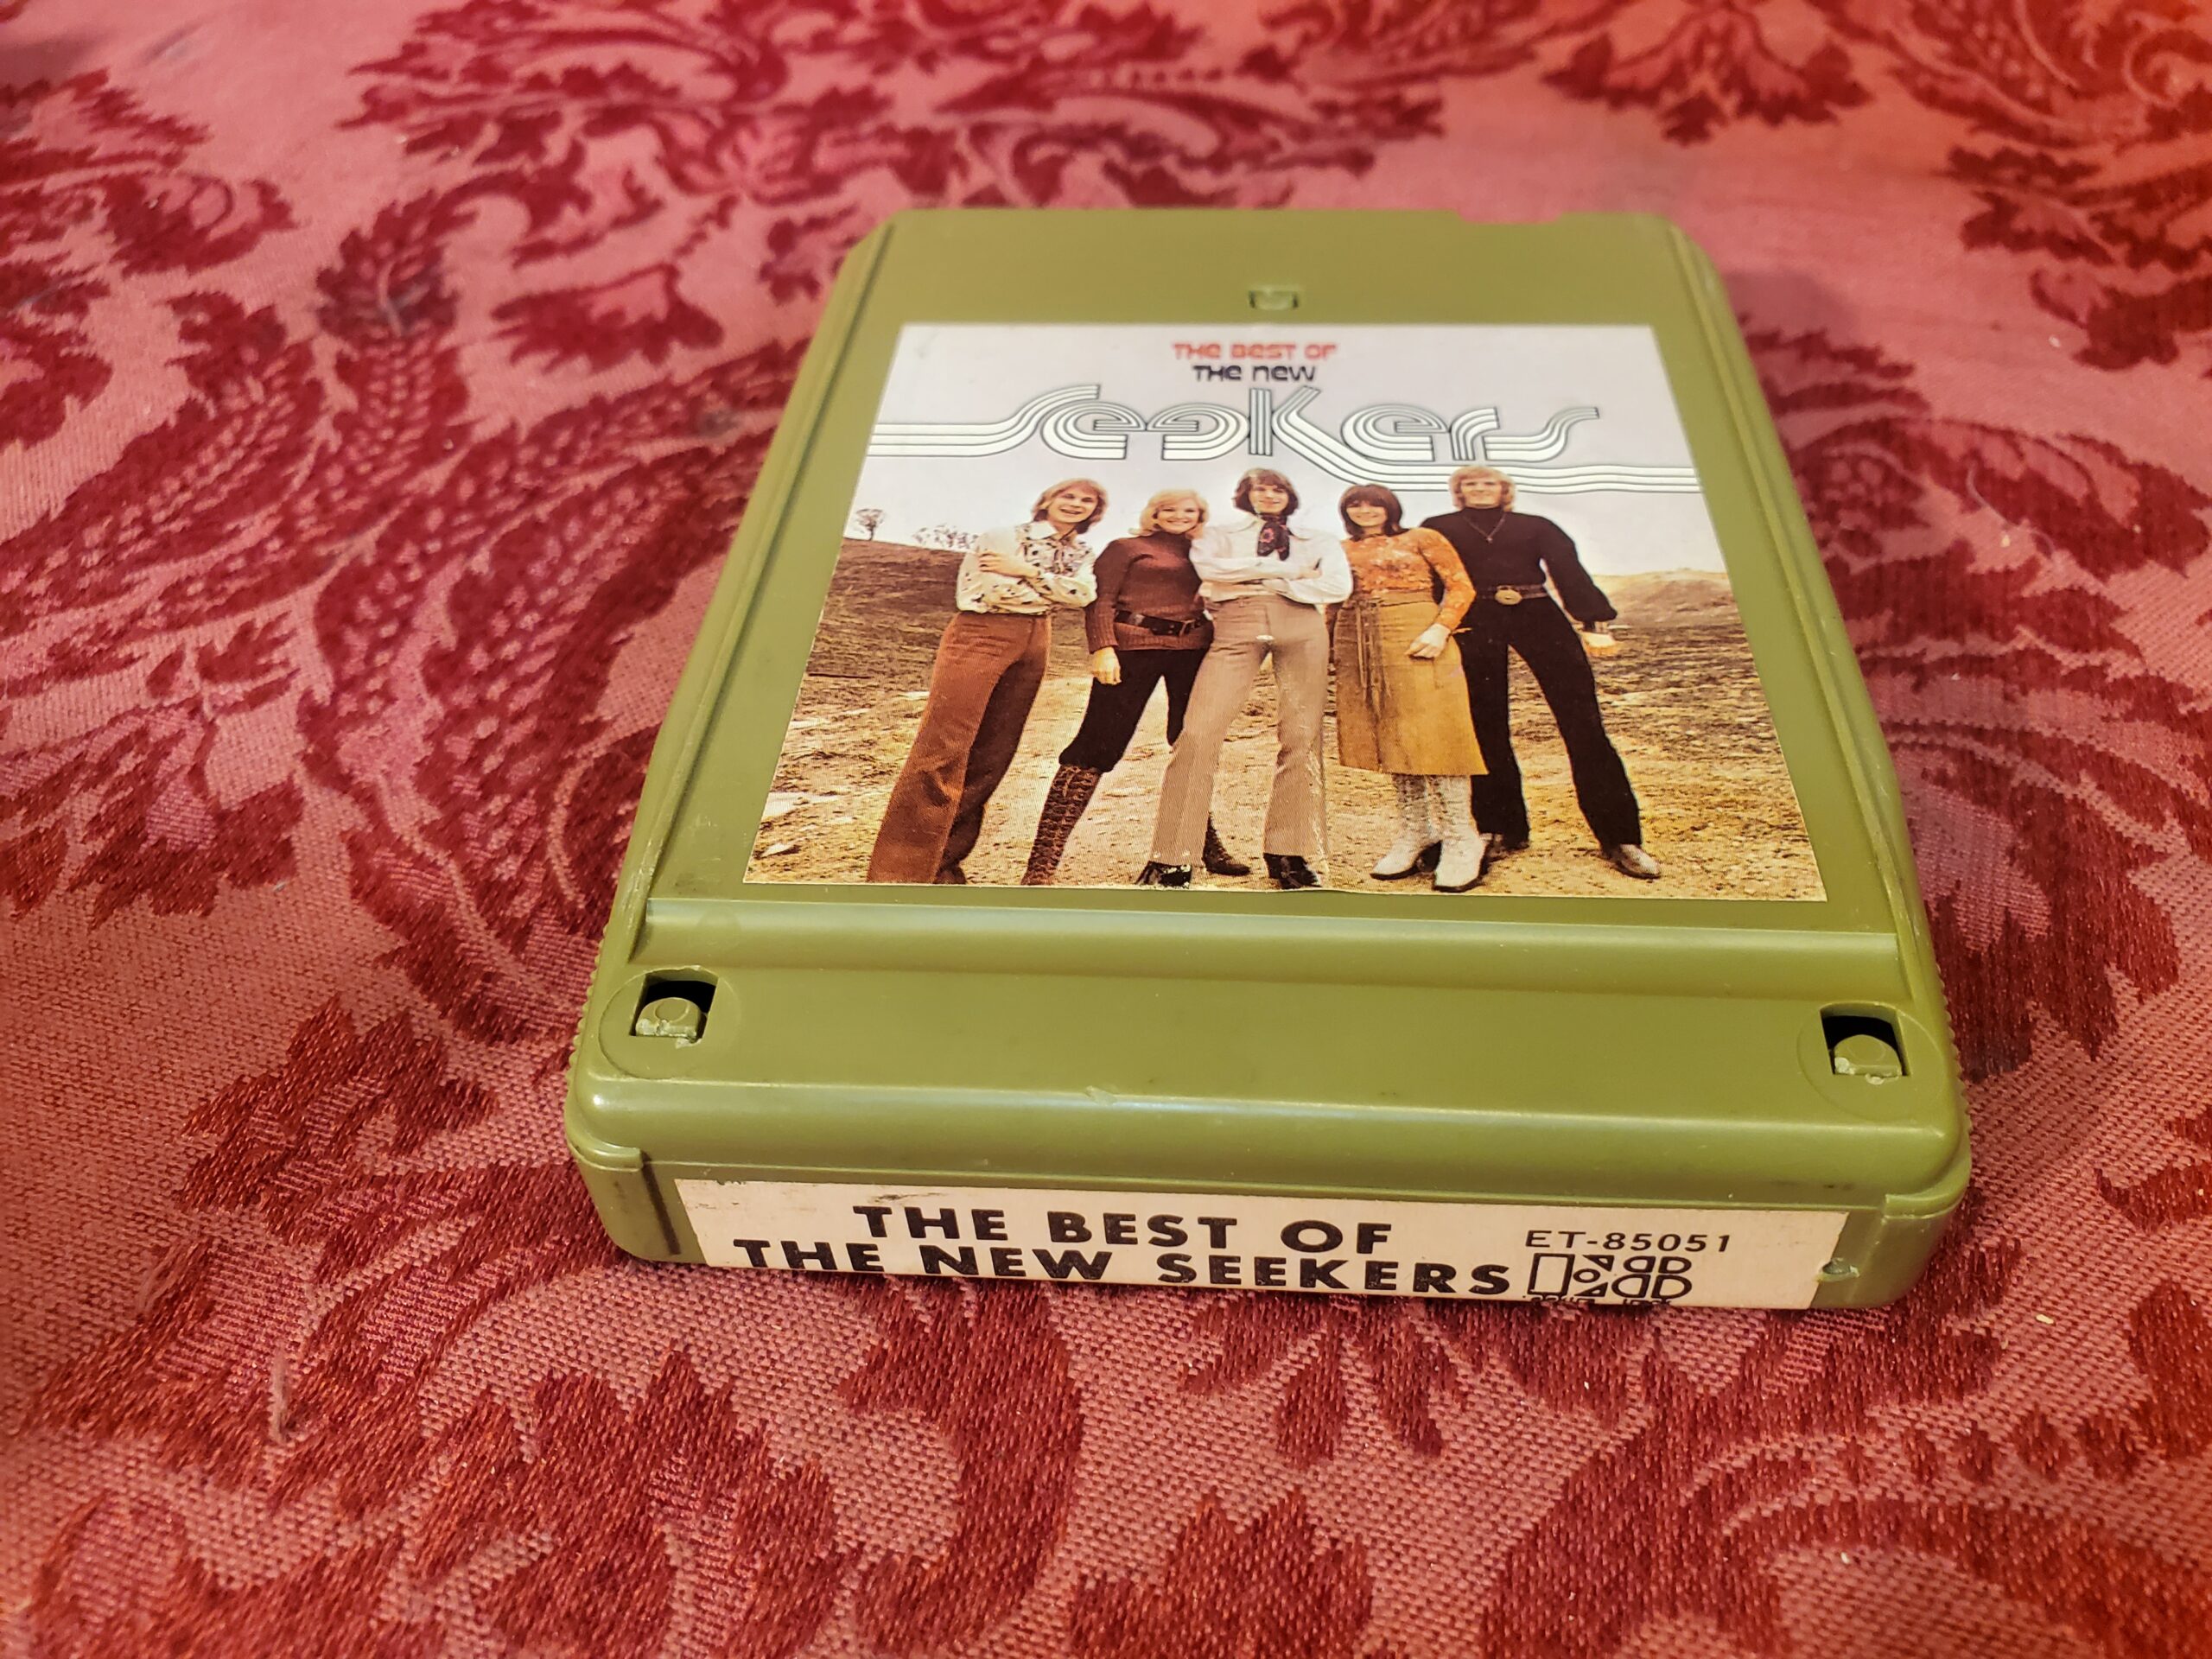 THE BEST OF
THE NEW
SeeKers
THE BEST OF
THE NEW SEEKERS
ET-85051